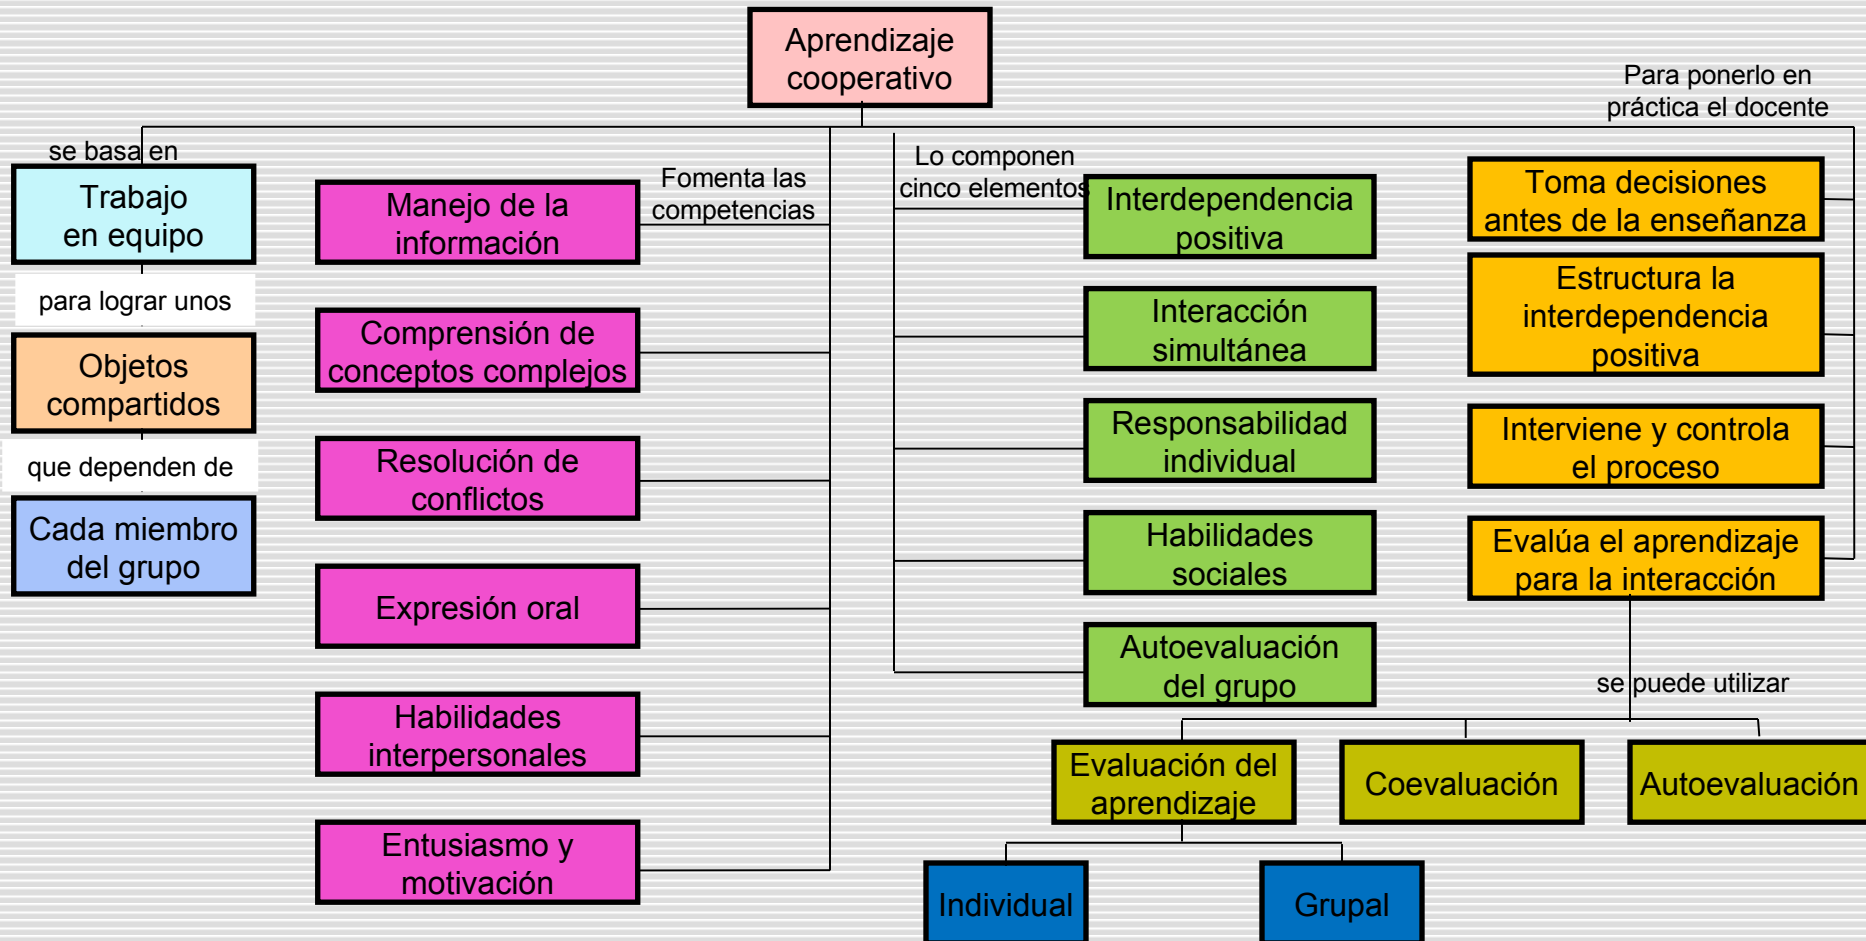 Aprendizaje
cooperativo
Para ponerlo en
práctica el docente
se basa en
Trabajo
en equipo
para lograr unos
Objetos
compartidos
que dependen de
Cada miembro
del grupo
Fomenta las
competencias
Manejo de la
información
Comprensión de
conceptos complejos
Resolución de
conflictos
Expresión oral
Habilidades
interpersonales
Entusiasmo y
motivación
Lo componen
cinco elementos
Interdependencia
positiva
Interacción
simultánea
Responsabilidad
individual
Habilidades
sociales
Autoevaluación
del grupo
Toma decisiones
antes de la enseñanza
Estructura la
interdependencia
positiva
Interviene y controla
el proceso
Evalúa el aprendizaje
para la interacción
se puede utilizar
Evaluación del
aprendizaje
Coevaluación
Autoevaluación
Individual
Grupal